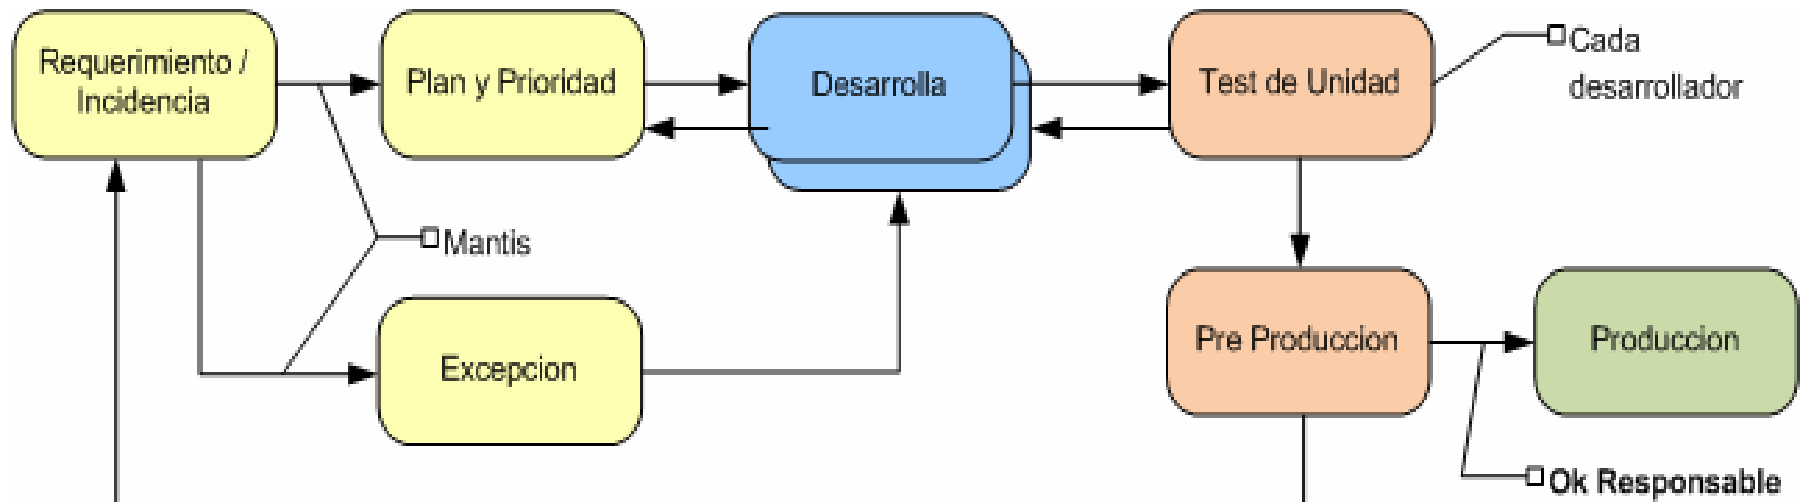 Requerimiento /
Incidencia
Plan y Prioridad
Desarrolla
Test de Unidad
Cada
desarrollador
Mantis
Excepcion
Pre Produccion
Produccion
Ok Responsable